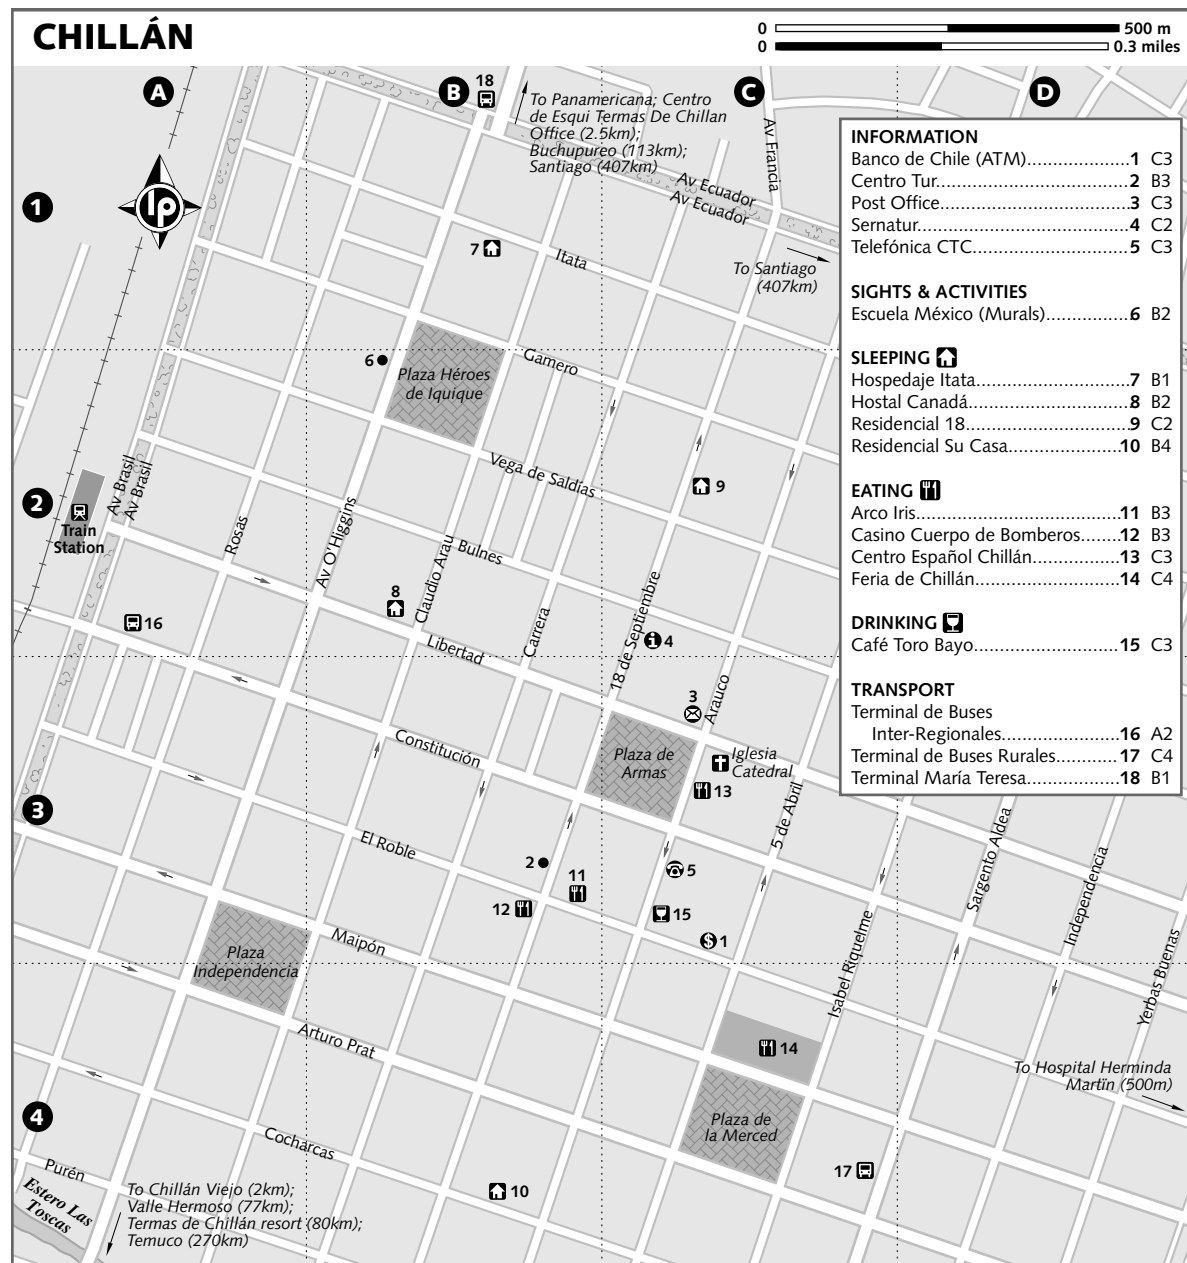 CHILLÁN
0 500 m
0 0.3 miles
A
B
C
D
1
2
3
4
lp
18
To Panamericana; Centro
de Esqui Termas De Chillan
Office (2.5km);
Buchupureo (113km);
Santiago (407km)
Av Francia
Av Ecuador
Av Ecuador
To Santiago
(407km)
7
Itata
6
Plaza Héroes
de Iquique
Gamero
Vega de Saldías
9
Av Brasil
Av Brasil
Train
Station
Rosas
Av O'Higgins
Claudio Arau
Bulnes
8
Carrera
18 de Septiembre
16
Libertad
4
3
Arauco
Constitución
Plaza de
Armas
Iglesia
Catedral
13
5 de Abril
El Roble
2
11
5
12
15
1
Sargento Aldea
Independencia
Isabel Riquelme
Yerbas Buenas
Maipón
Plaza
Independencia
Arturo Prat
14
To Hospital Herminda
Martïn (500m)
Plaza de
la Merced
Cocharcas
17
Purén
10
Estero Las
Toscas
To Chillán Viejo (2km);
Valle Hermoso (77km);
Termas de Chillán resort (80km);
Temuco (270km)
INFORMATION
Banco de Chile (ATM).....................1 C3
Centro Tur.......................................2 B3
Post Office.......................................3 C3
Sernatur...........................................4 C2
Telefónica CTC................................5 C3
SIGHTS & ACTIVITIES
Escuela México (Murals).................6 B2
SLEEPING
Hospedaje Itata...............................7 B1
Hostal Canadá.................................8 B2
Residencial 18..................................9 C2
Residencial Su Casa.......................10 B4
EATING
Arco Iris.........................................11 B3
Casino Cuerpo de Bomberos........12 B3
Centro Español Chillán.................13 C3
Feria de Chillán..............................14 C4
DRINKING
Café Toro Bayo..............................15 C3
TRANSPORT
Terminal de Buses
Inter-Regionales........................16 A2
Terminal de Buses Rurales............17 C4
Terminal María Teresa...................18 B1